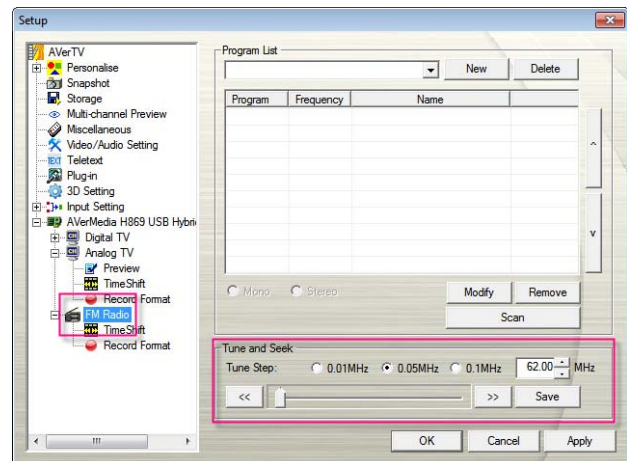 Setup
AVerTV
Personalise
Snapshot
Storage
Multi-channel Preview
Miscellaneous
Video/Audio Setting
TEXT Teletext
Plug-in
3D Setting
Input Setting
AVerMedia H869 USB Hybri
Digital TV
Analog TV
Preview
TimeShift
Record Format
FM Radio
TimeShift
Record Format
Program List
New Delete
Program Frequency Name
^
v
Mono Stereo Modify Remove
Scan
Tune and Seek
Tune Step: 0.01MHz 0.05MHz 0.1MHz 62.00 MHz
<< >> Save
OK Cancel Apply